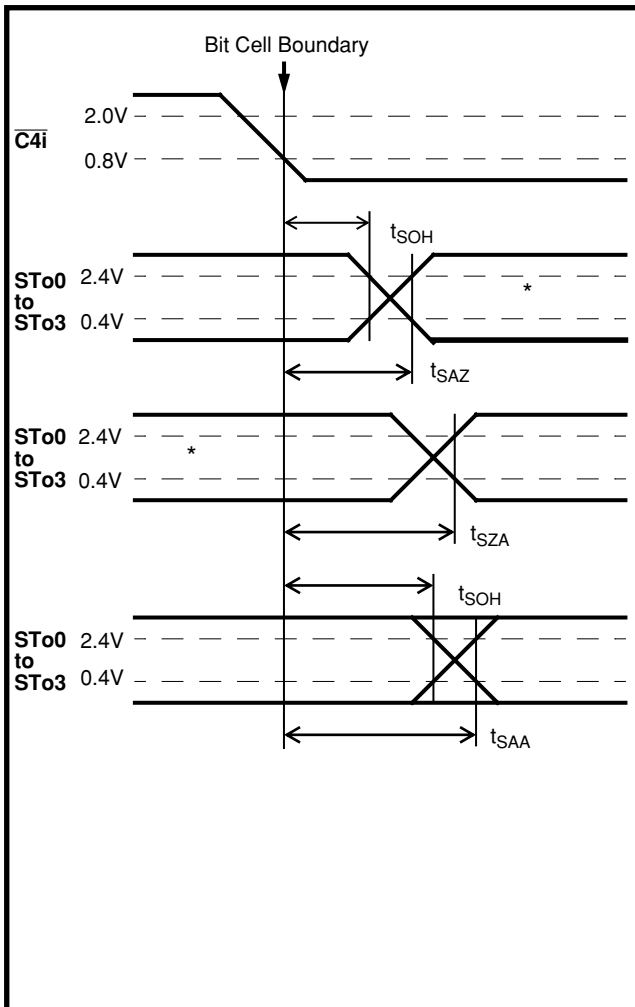 Bit Cell Boundary
C4i
2.0V
0.8V
tSOH
STo0
to
STo3
2.4V
0.4V
*
tSAZ
STo0
to
STo3
2.4V
0.4V
*
tSZA
tSOH
STo0
to
STo3
2.4V
0.4V
tSAA